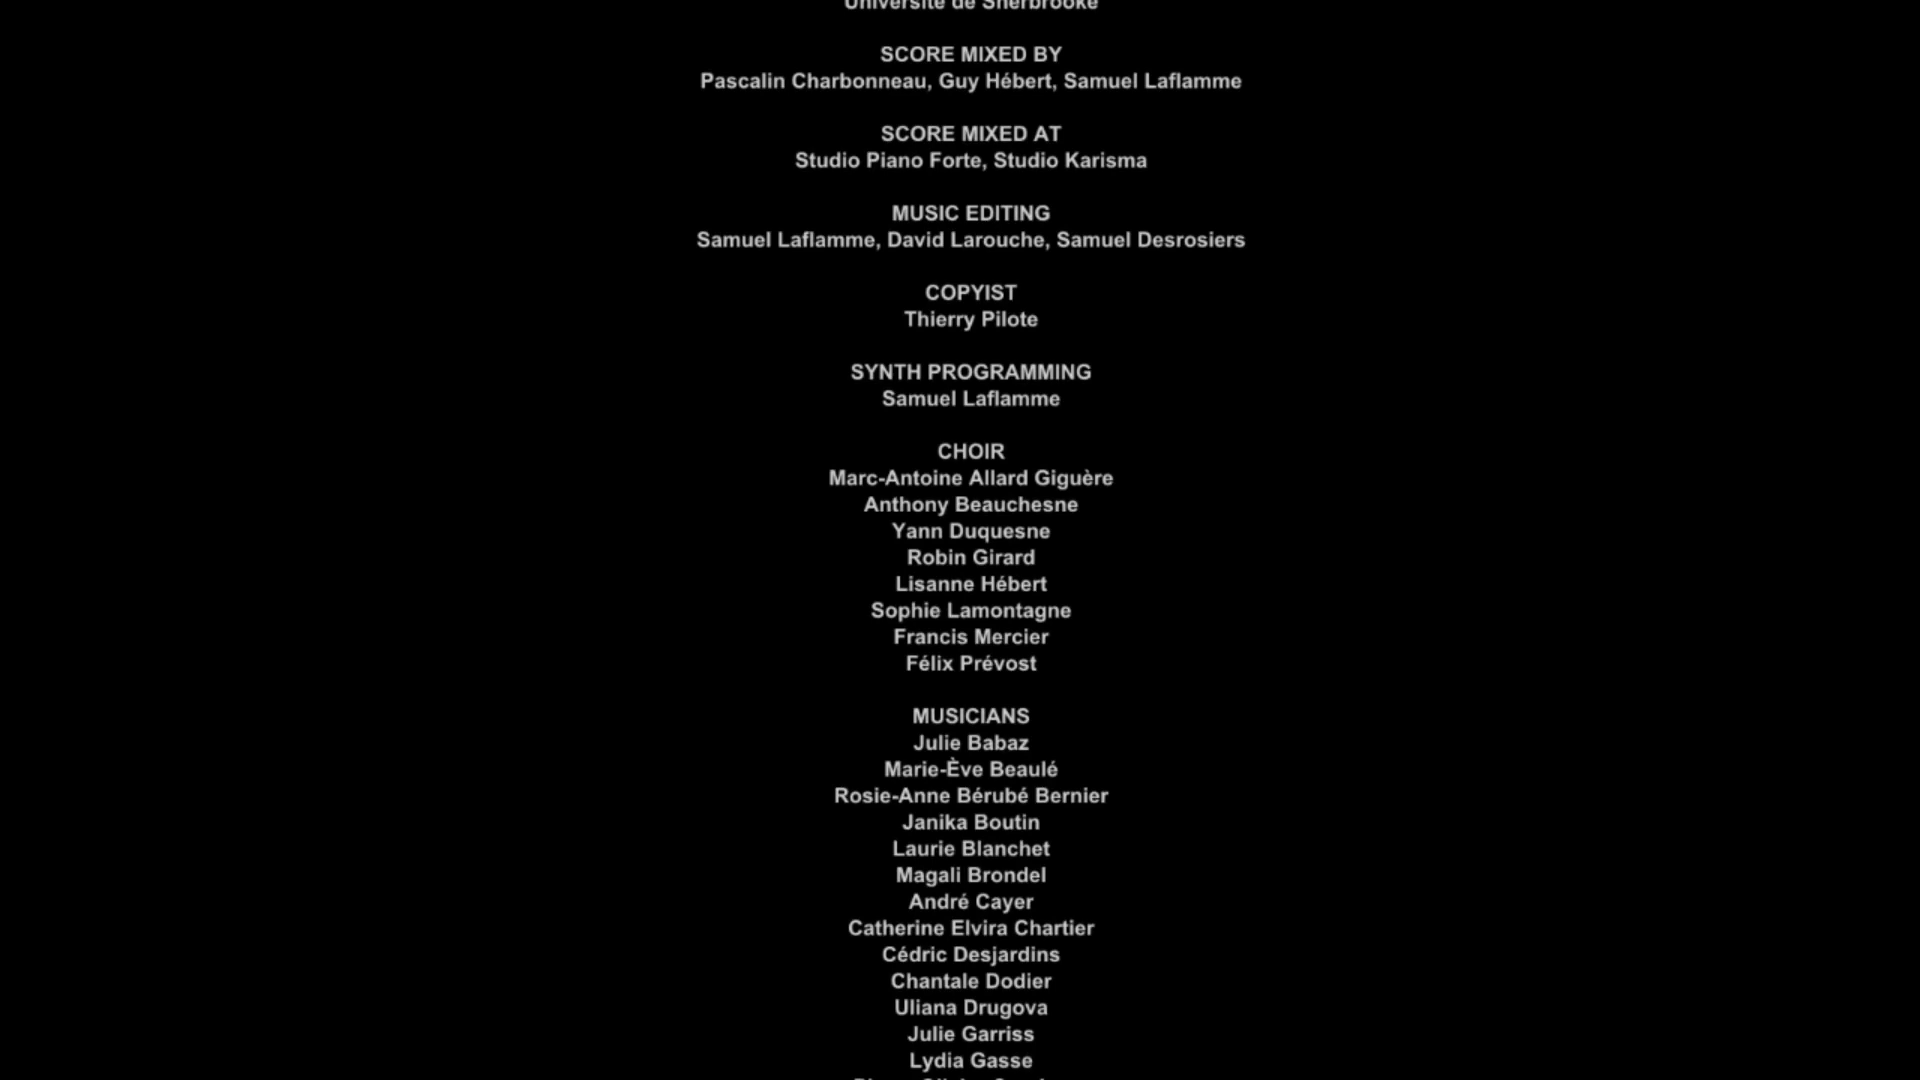 Université de Sherbrooke
SCORE MIXED BY
Pascalin Charbonneau, Guy Hébert, Samuel Laflamme
SCORE MIXED AT
Studio Piano Forte, Studio Karisma
MUSIC EDITING
Samuel Laflamme, David Larouche, Samuel Desrosiers
COPYIST
Thierry Pilote
SYNTH PROGRAMMING
Samuel Laflamme
CHOIR
Marc-Antoine Allard Giguère
Anthony Beauchesne
Yann Duquesne
Robin Girard
Lisanne Hébert
Sophie Lamontagne
Francis Mercier
Félix Prévost
MUSICIANS
Julie Babaz
Marie-Ève Beaulé
Rosie-Anne Bérubé Bernier
Janika Boutin
Laurie Blanchet
Magali Brondel
André Cayer
Catherine Elvira Chartier
Cédric Desjardins
Chantale Dodier
Uliana Drugova
Julie Garriss
Lydia Gasse